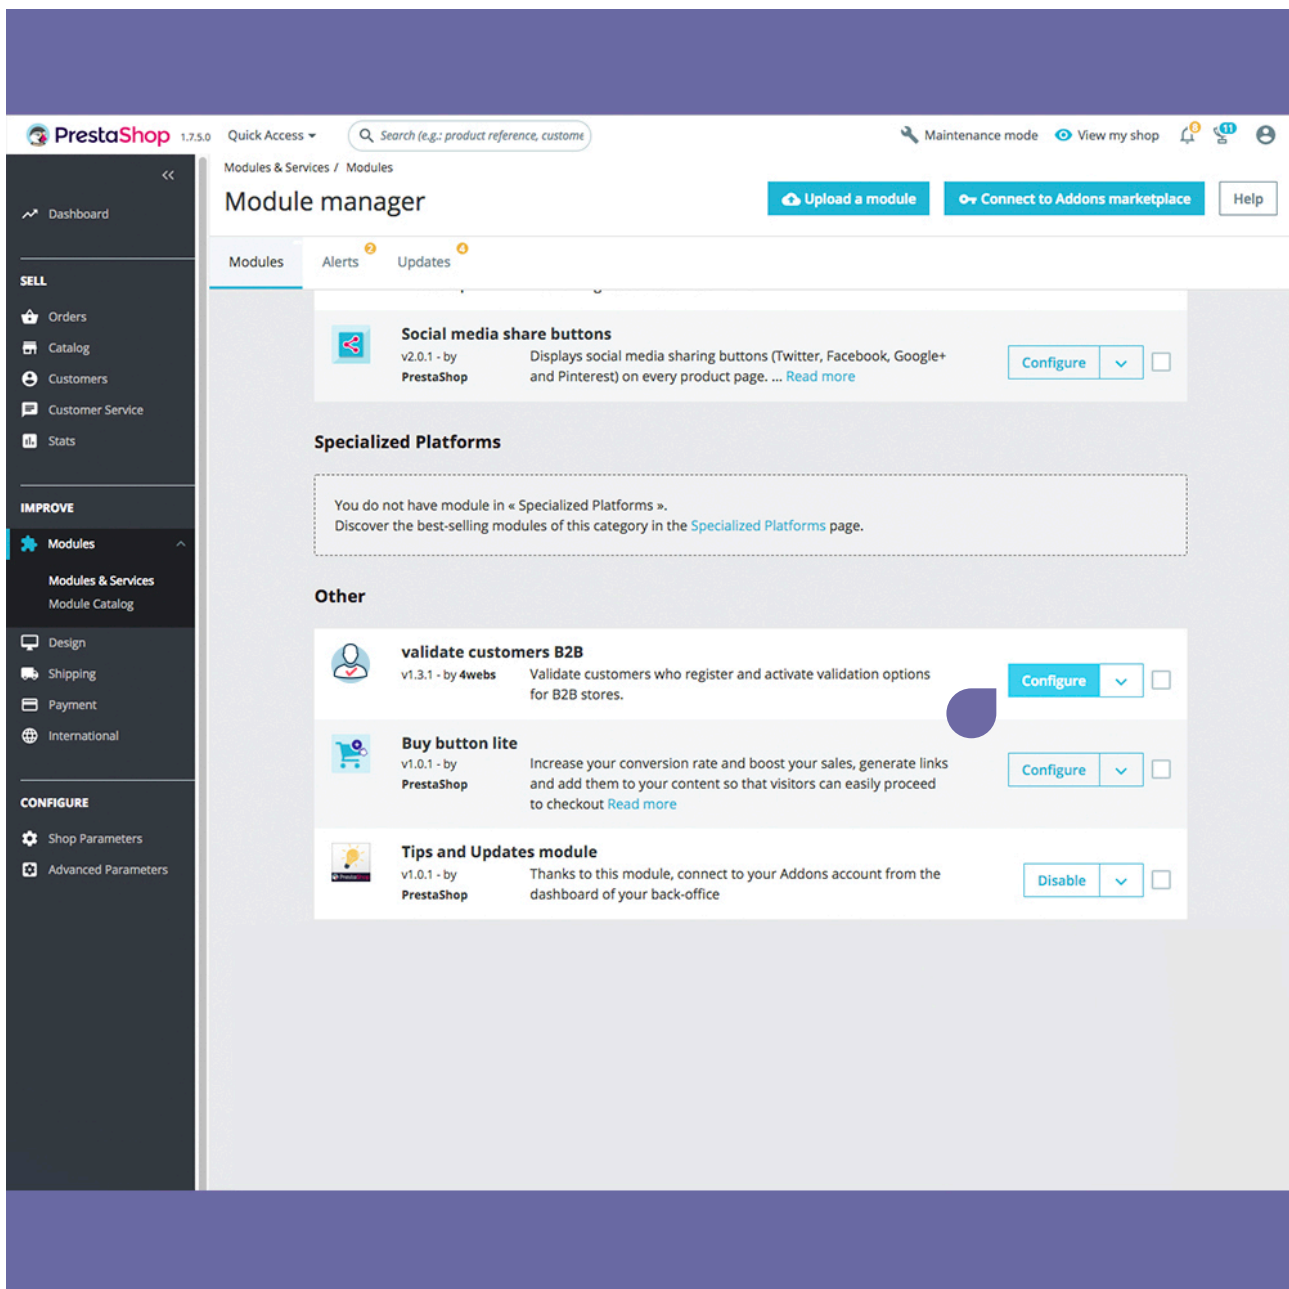 PrestaShop 1.7.5.0 Quick Access Search (e.g.: product reference, custome Maintenance mode View my shop 8 11
Modules & Services / Modules
Module manager
Upload a module Connect to Addons marketplace Help
Modules Alerts 2 Updates 4
Dashboard
SELL
Orders
Catalog
Customers
Customer Service
Stats
IMPROVE
Modules
Modules & Services
Module Catalog
Design
Shipping
Payment
International
CONFIGURE
Shop Parameters
Advanced Parameters
Social media share buttons
v2.0.1 - by
PrestaShop
Displays social media sharing buttons (Twitter, Facebook, Google+
and Pinterest) on every product page. ... Read more
Configure
Specialized Platforms
You do not have module in « Specialized Platforms ».
Discover the best-selling modules of this category in the Specialized Platforms page.
Other
validate customers B2B
v1.3.1 - by 4webs
Validate customers who register and activate validation options
for B2B stores.
Configure
Buy button lite
v1.0.1 - by
PrestaShop
Increase your conversion rate and boost your sales, generate links
and add them to your content so that visitors can easily proceed
to checkout Read more
Configure
Tips and Updates module
v1.0.1 - by
PrestaShop
Thanks to this module, connect to your Addons account from the
dashboard of your back-office
Disable